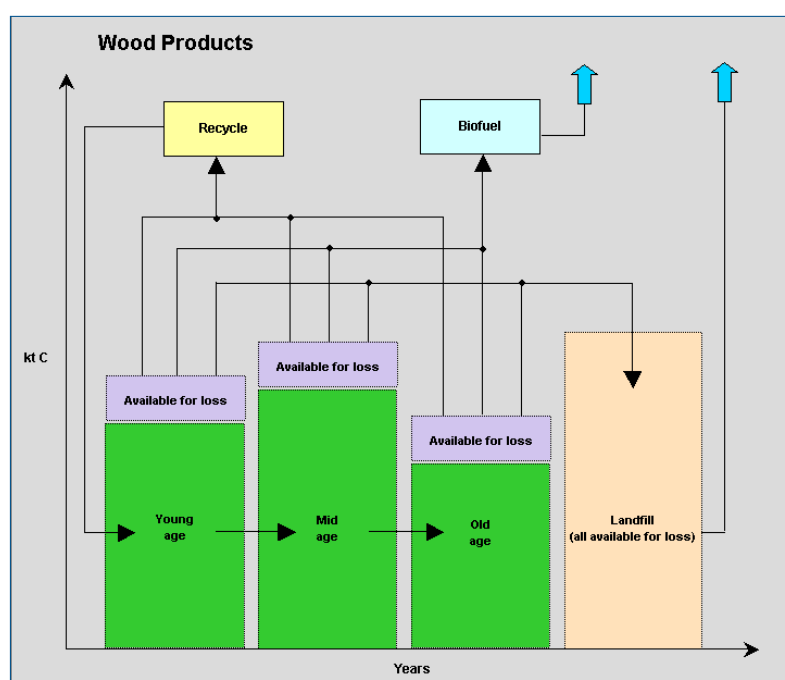 Wood Products
Recycle
Biofuel
kt C
Available for loss
Available for loss
Available for loss
Young
age
Mid
age
Old
age
Landfill
(all available for loss)
Years